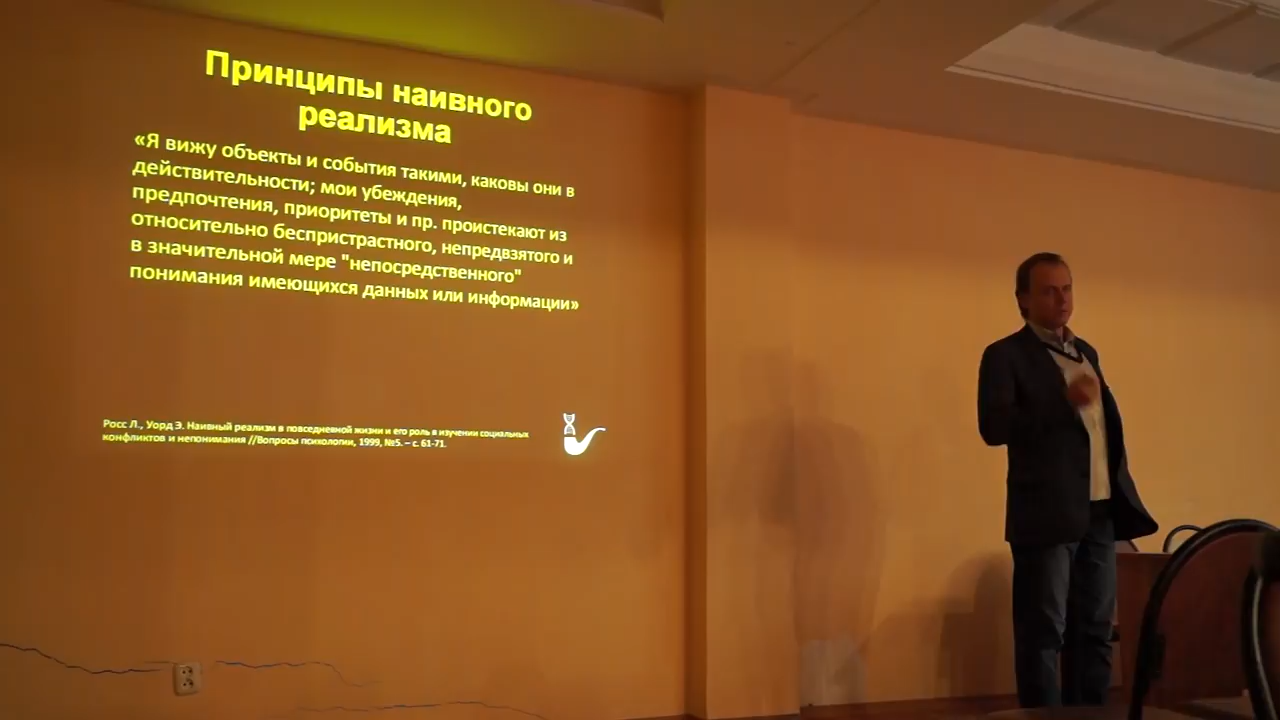 Принципы наивного
реализма
«Я вижу объекты и события такими, каковы они в
действительности; мои убеждения,
предпочтения, приоритеты и пр. проистекают из
относительно беспристрастного, непредвзятого и
в значительной мере "непосредственного"
понимания имеющихся данных или информации»
Росс Л., Уорд Э. Наивный реализм в повседневной жизни и его роль в изучении социальных
конфликтов и непонимания //Вопросы психологии, 1999, №5. – с. 61-71.